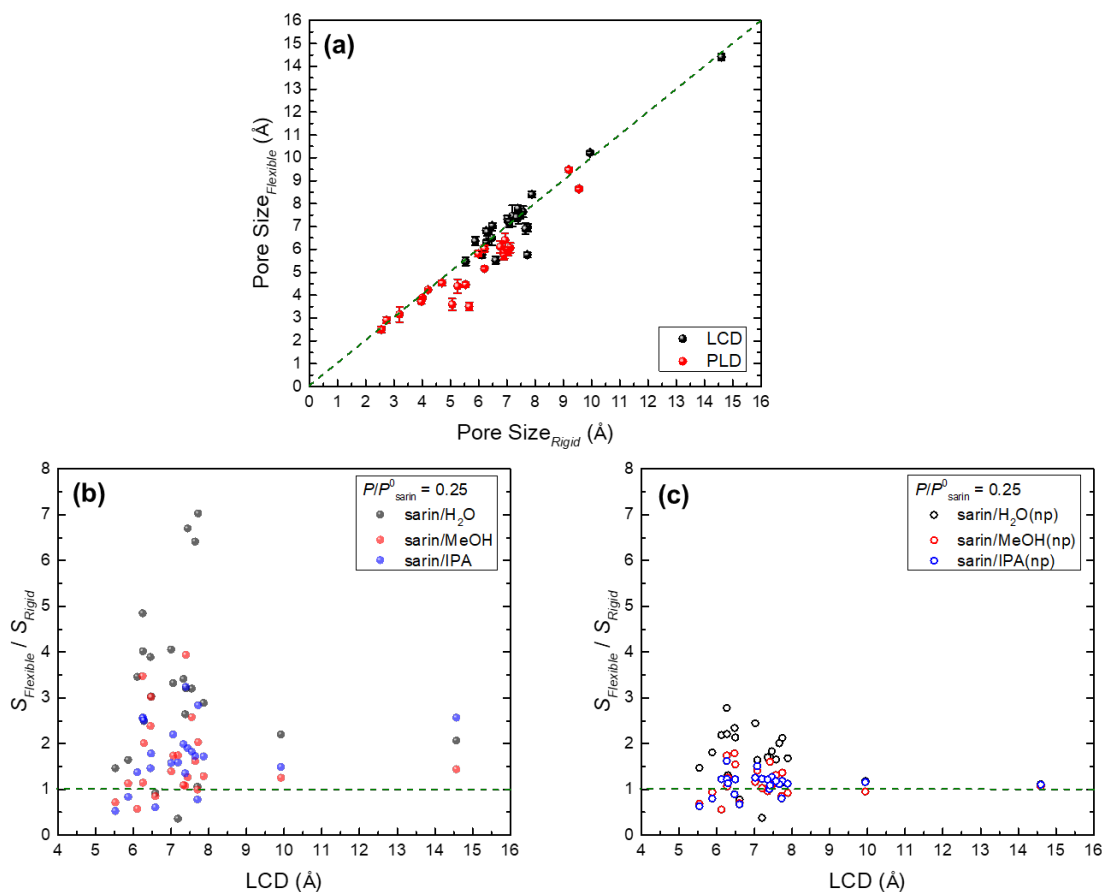 (a)
16
15
14
13
12
11
10
9
8
7
6
5
4
3
2
1
0
Pore Size_Flexible (Å)
LCD
PLD
0 1 2 3 4 5 6 7 8 9 10 11 12 13 14 15 16
Pore Size_Rigid (Å)
(b)
P/P⁰_sarin = 0.25
sarin/H₂O
sarin/MeOH
sarin/IPA
8
7
6
5
4
3
2
1
0
S_Flexible / S_Rigid
4 5 6 7 8 9 10 11 12 13 14 15 16
LCD (Å)
(c)
P/P⁰_sarin = 0.25
sarin/H₂O(np)
sarin/MeOH(np)
sarin/IPA(np)
8
7
6
5
4
3
2
1
0
S_Flexible / S_Rigid
4 5 6 7 8 9 10 11 12 13 14 15 16
LCD (Å)